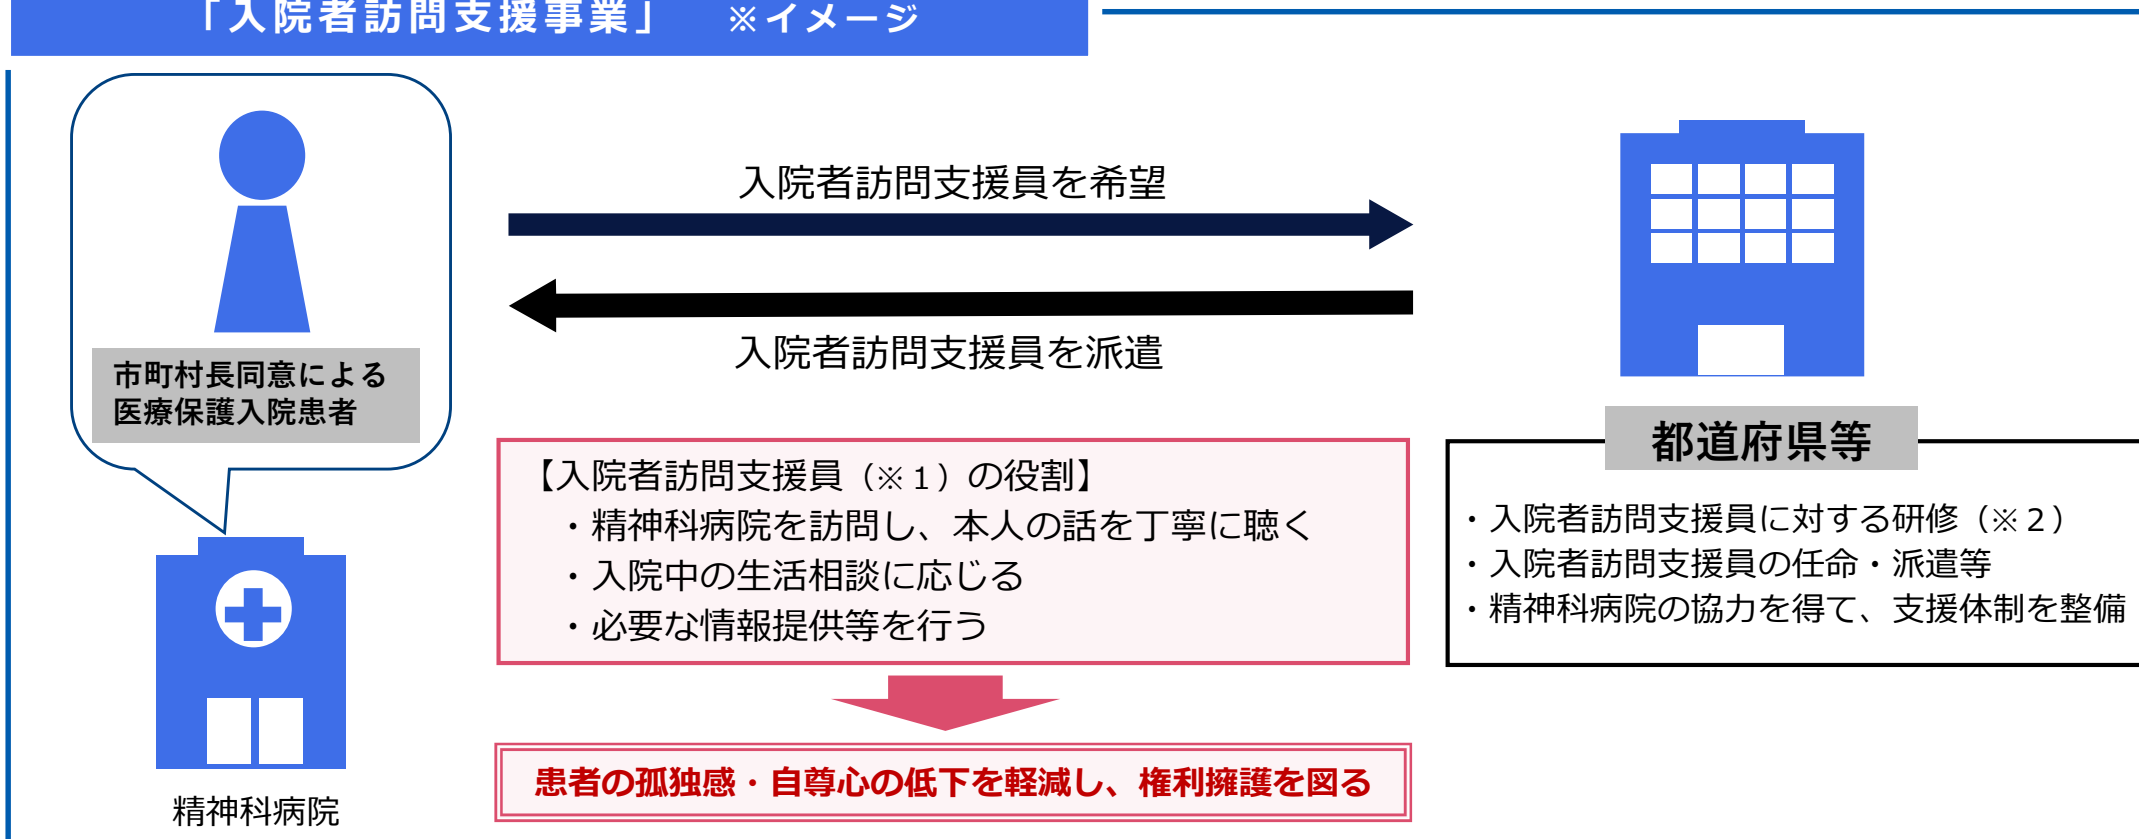 「入院者訪問支援事業」 ※イメージ
入院者訪問支援員を希望
入院者訪問支援員を派遣
市町村長同意による
医療保護入院患者
精神科病院
【入院者訪問支援員（※１）の役割】
・精神科病院を訪問し、本人の話を丁寧に聴く
・入院中の生活相談に応じる
・必要な情報提供等を行う
患者の孤独感・自尊心の低下を軽減し、権利擁護を図る
都道府県等
・入院者訪問支援員に対する研修（※２）
・入院者訪問支援員の任命・派遣等
・精神科病院の協力を得て、支援体制を整備